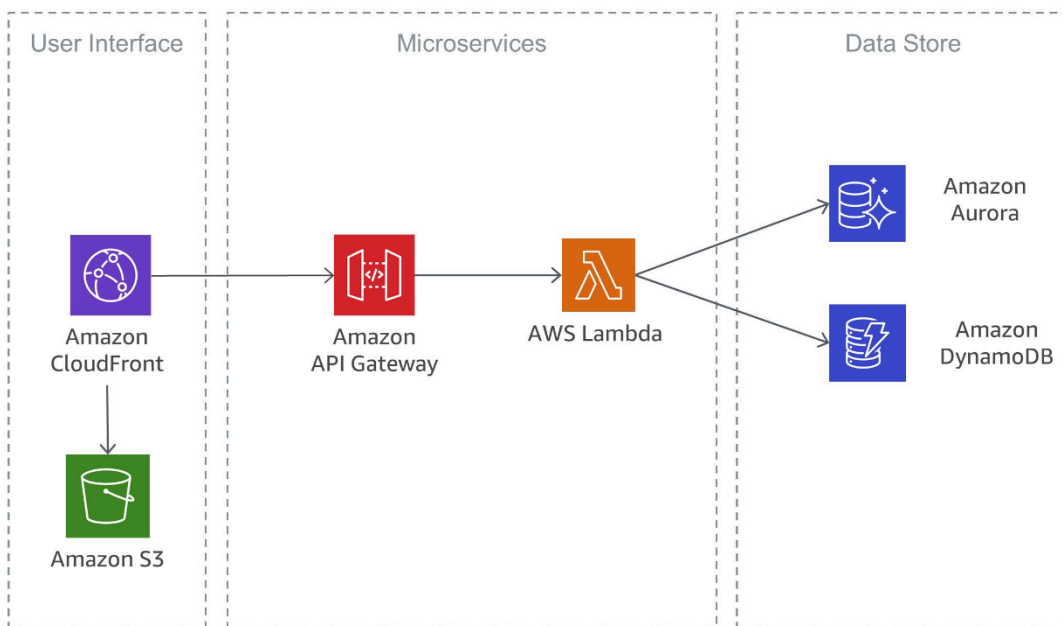 User Interface
Microservices
Data Store
Amazon
CloudFront
Amazon S3
Amazon
API Gateway
AWS Lambda
Amazon
Aurora
Amazon
DynamoDB